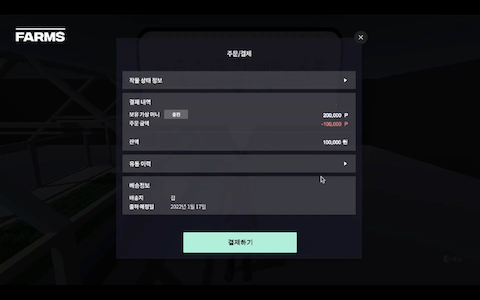 FARMS
주문/결제
작물 상태 정보
결제 내역
보유 가상 머니 충전 200,000 P
주문 금액 -100,000 P
잔액 100,000 원
유통 이력
배송정보
배송지 집
출하 예정일 2022년 1월 17일
결제하기